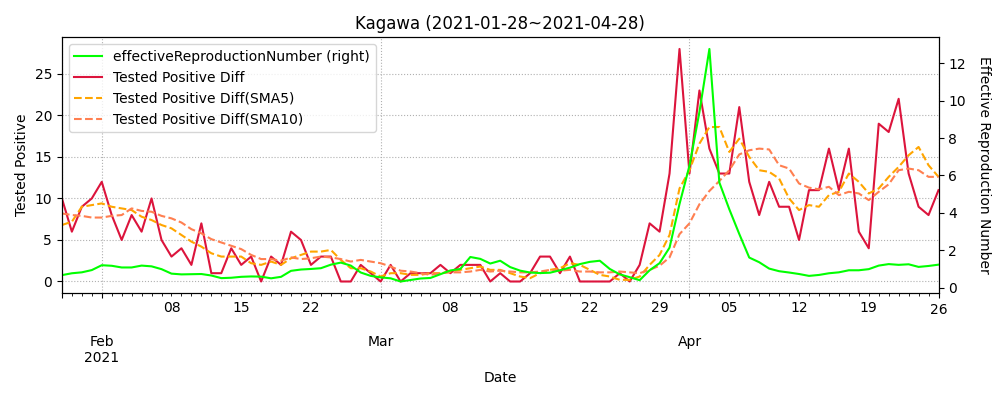 Kagawa (2021-01-28~2021-04-28)
effectiveReproductionNumber (right)
Tested Positive Diff
Tested Positive Diff(SMA5)
Tested Positive Diff(SMA10)
Tested Positive
25
20
15
10
5
0
Effective Reproduction Number
12
10
8
6
4
2
0
08 15 22 08 15 22 29 05 12 19 26
Feb Mar Apr
2021
Date